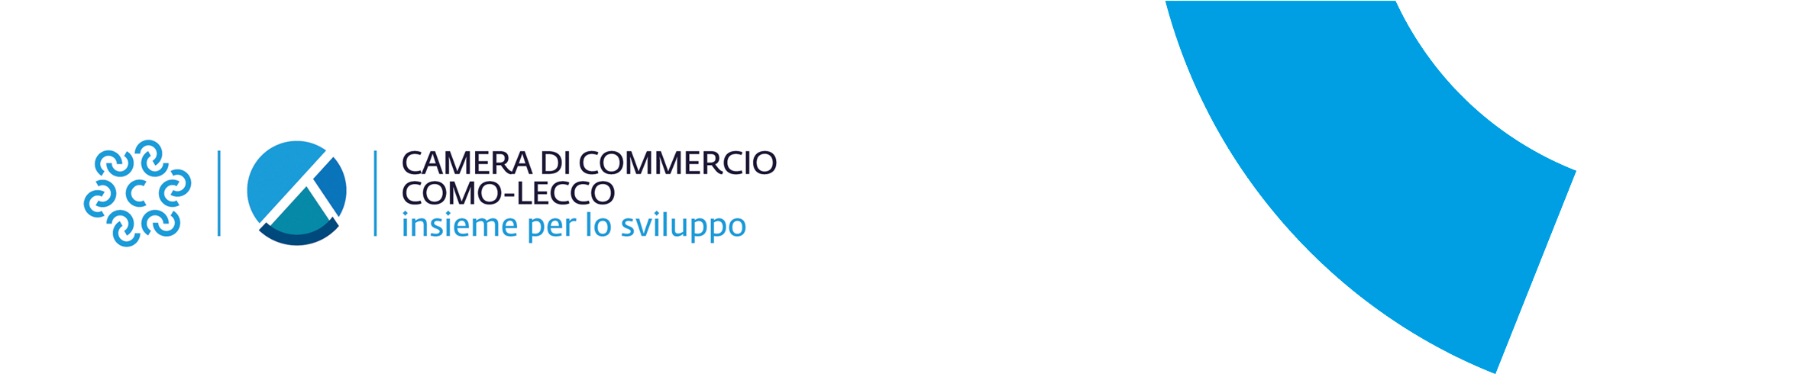 CAMERA DI COMMERCIO
COMO-LECCO
insieme per lo sviluppo